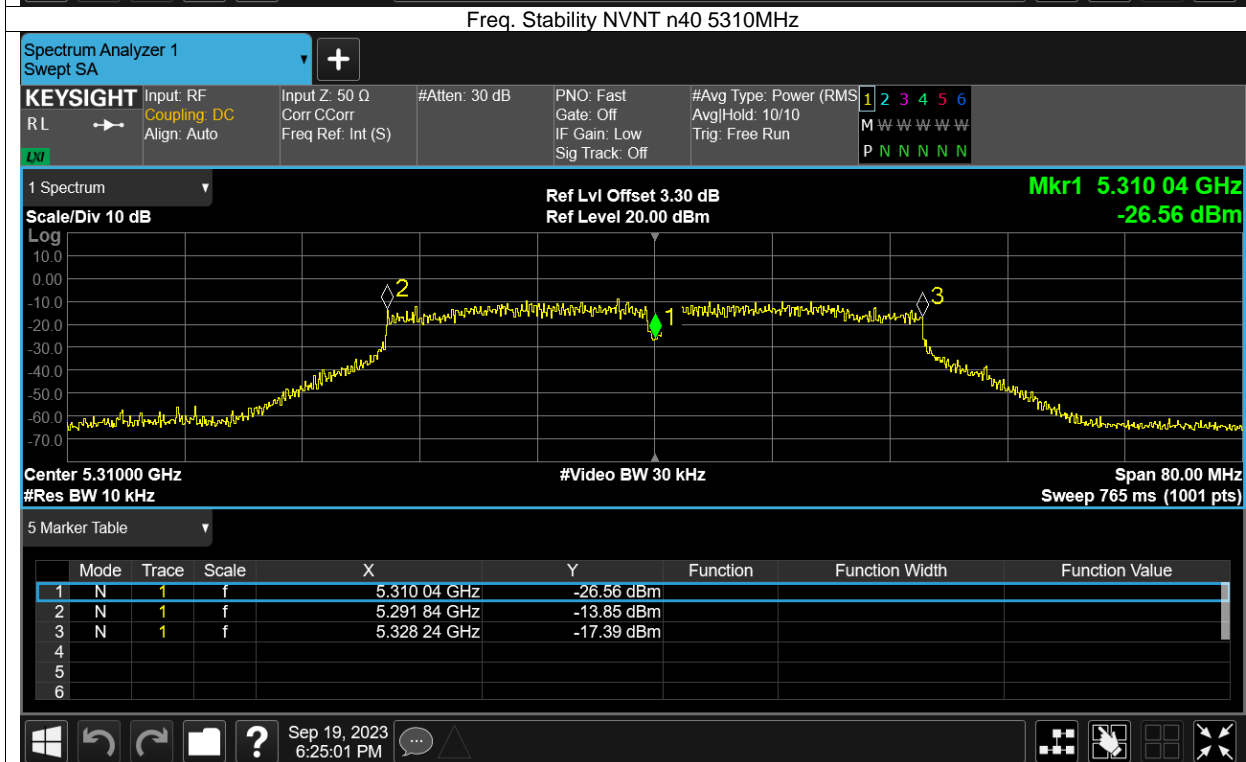 Freq. Stability NVNT n40 5310MHz
Spectrum Analyzer 1
Swept SA
+
KEYSIGHT Input: RF Input Z: 50 Ω #Atten: 30 dB PNO: Fast #Avg Type: Power (RMS 1 2 3 4 5 6
R L Coupling: DC Corr CCorr Gate: Off Avg|Hold: 10/10 M W W W W W
Align: Auto Freq Ref: Int (S) IF Gain: Low Trig: Free Run
LXI Sig Track: Off P N N N N N N
1 Spectrum Ref Lvl Offset 3.30 dB Mkr1 5.310 04 GHz
Scale/Div 10 dB Ref Level 20.00 dBm -26.56 dBm
Log
10.0
0.00
-10.0
-20.0
-30.0
-40.0
-50.0
-60.0
-70.0
2
1
3
Center 5.31000 GHz #Video BW 30 kHz Span 80.00 MHz
#Res BW 10 kHz Sweep 765 ms (1001 pts)
5 Marker Table
Mode Trace Scale X Y Function Function Width Function Value
1 N 1 f 5.310 04 GHz -26.56 dBm
2 N 1 f 5.291 84 GHz -13.85 dBm
3 N 1 f 5.328 24 GHz -17.39 dBm
4
5
6
? Sep 19, 2023
6:25:01 PM